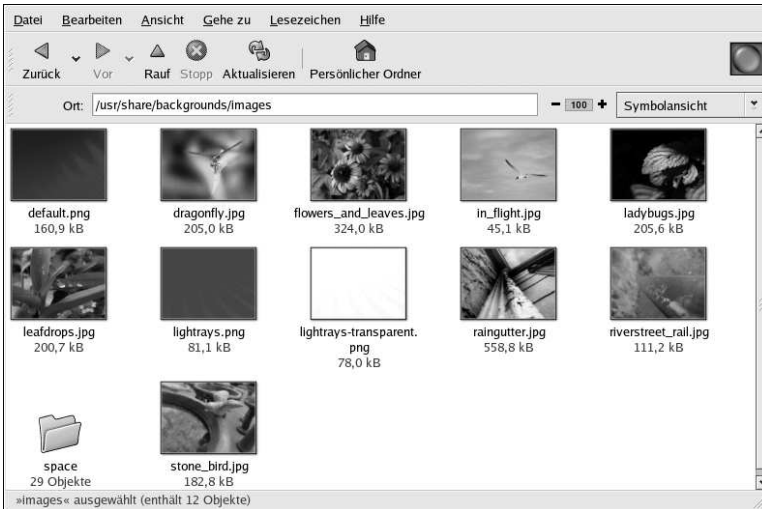 Datei Bearbeiten Ansicht Gehe zu Lesezeichen Hilfe
Zurück Vor Rauf Stopp Aktualisieren Persönlicher Ordner
Ort: /usr/share/backgrounds/images 100 Symbolansicht
default.png dragonfly.jpg flowers_and_leaves.jpg in_flight.jpg ladybugs.jpg
160,9 kB 205,0 kB 324,0 kB 45,1 kB 205,6 kB
leafdrops.jpg lightrays.png lightrays-transparent. raingutter.jpg riverstreet_rail.jpg
200,7 kB 81,1 kB png 558,8 kB 111,2 kB
78,0 kB
space stone_bird.jpg
29 Objekte 182,8 kB
»images« ausgewählt (enthält 12 Objekte)